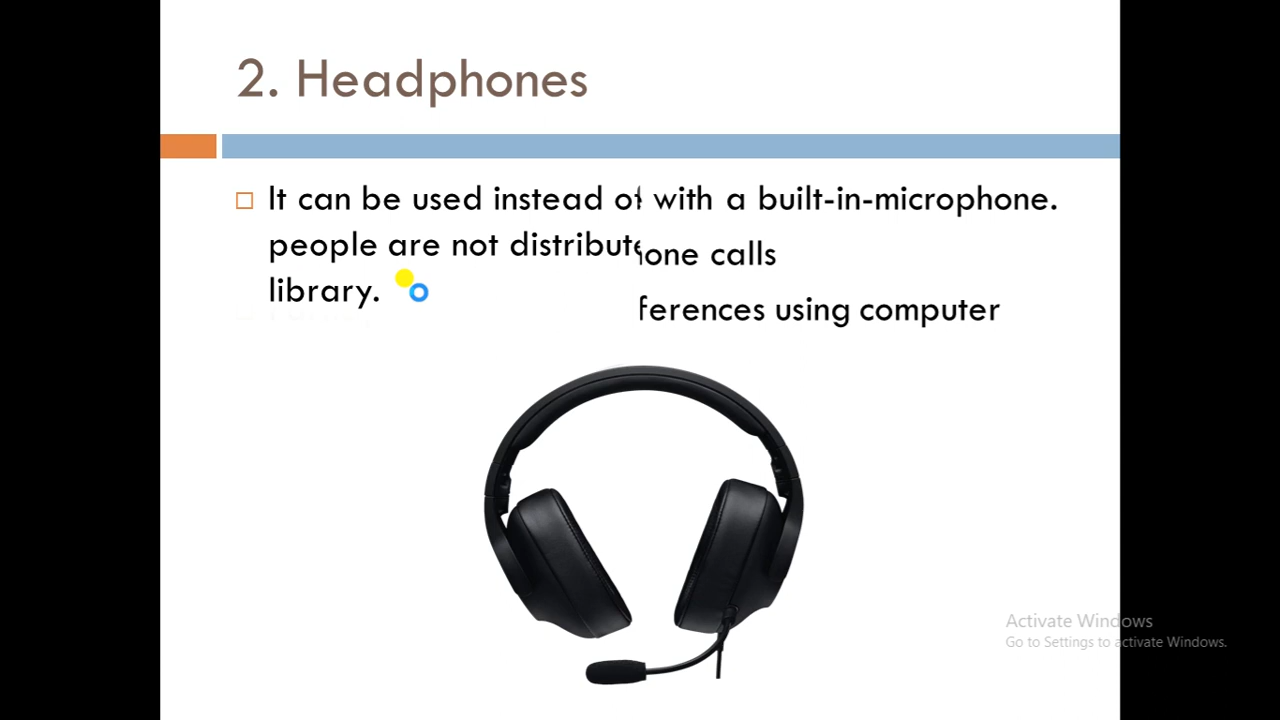 2. Headphones
It can be used instead of with a built-in-microphone.
people are not distribute
one calls
library.
ferences using computer
Activate Windows
Go to Settings to activate Windows.